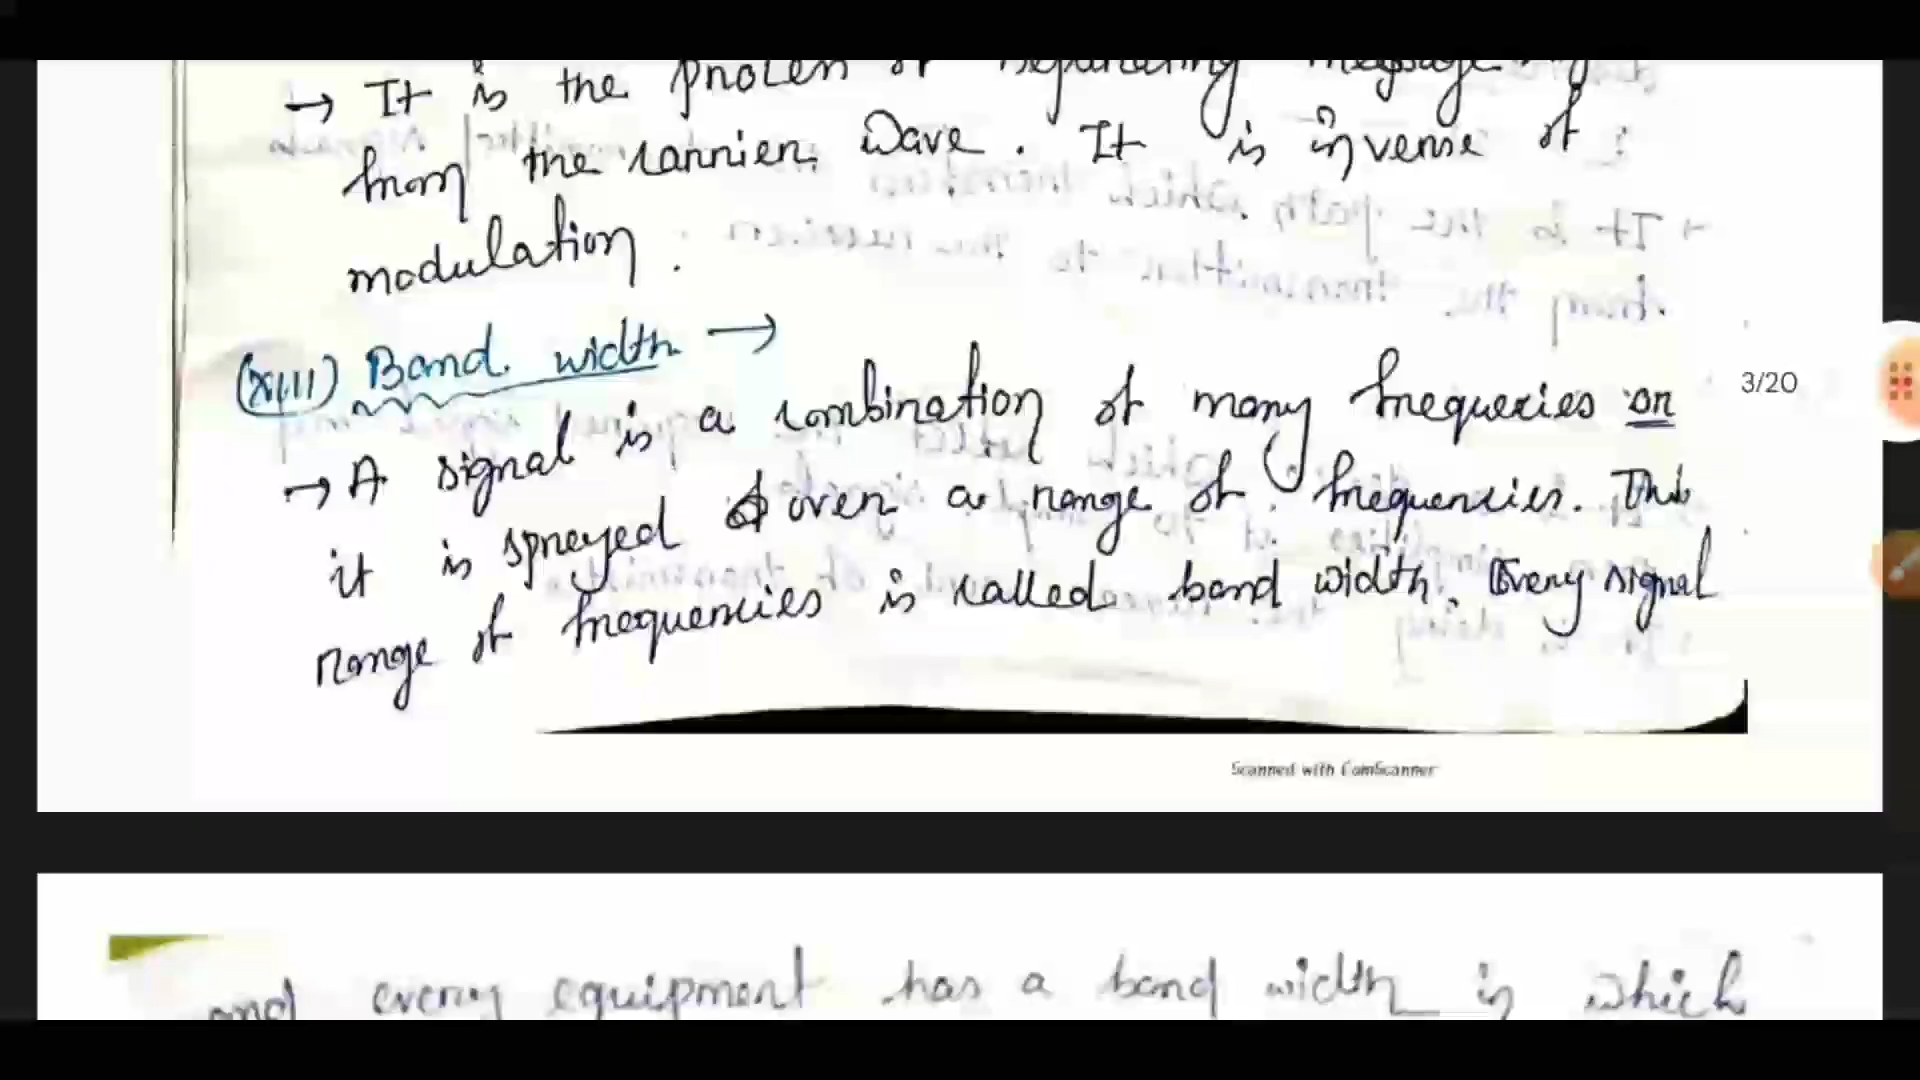 → It is the process of separating message
from the carrier wave. It is inverse of
modulation.
(XIII) Band width →
→ A signal is a combination of many frequencies or
it is sprayed over a range of frequencies. This
range of frequencies is called band width. Every signal
3/20
Scanned with CamScanner
and every equipment has a band width in which